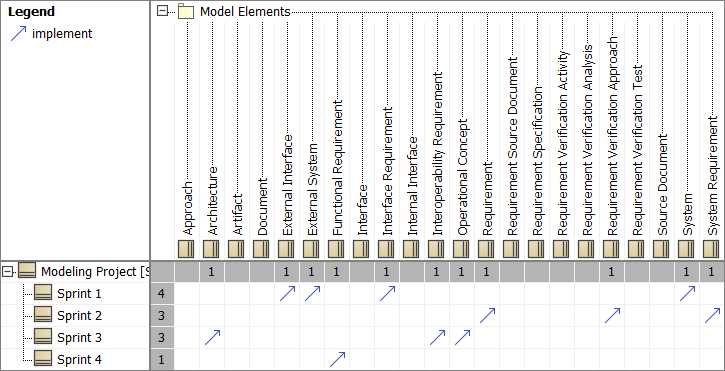 Legend
implement
Model Elements
Approach
Architecture
Artifact
Document
External Interface
External System
Functional Requirement
Interface
Interface Requirement
Internal Interface
Interoperability Requirement
Operational Concept
Requirement
Requirement Source Document
Requirement Specification
Requirement Verification Activity
Requirement Verification Analysis
Requirement Verification Approach
Requirement Verification Test
Source Document
System
System Requirement
Modeling Project [S 1 1 1 1 1 1 1 1 1 1 1
Sprint 1 4
Sprint 2 3
Sprint 3 3
Sprint 4 1